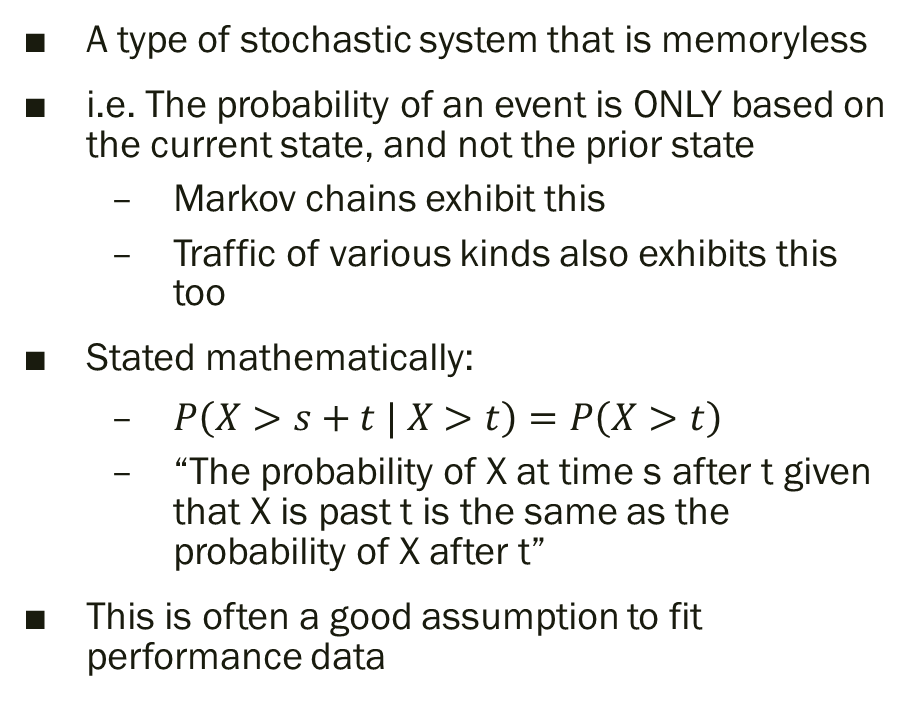 ■ A type of stochastic system that is memoryless
■ i.e. The probability of an event is ONLY based on
the current state, and not the prior state
– Markov chains exhibit this
– Traffic of various kinds also exhibits this
too
■ Stated mathematically:
– P(X > s + t | X > t) = P(X > t)
– “The probability of X at time s after t given
that X is past t is the same as the
probability of X after t”
■ This is often a good assumption to fit
performance data